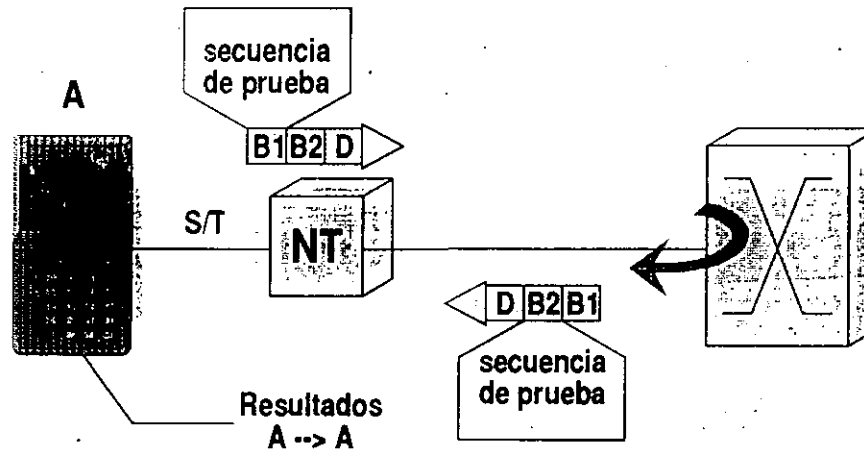 secuencia
de prueba
A
B1 B2 D
S/T
NT
D B2 B1
secuencia
de prueba
Resultados
A --> A